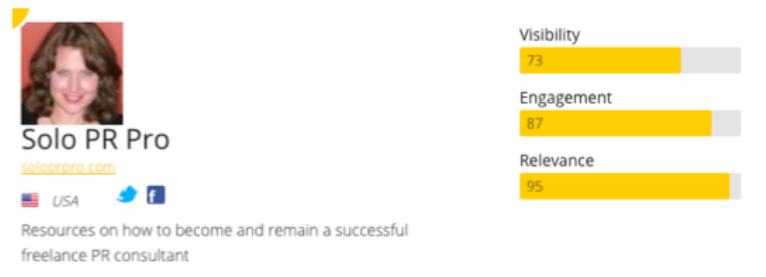 Solo PR Pro
soloprpro.com
USA
Resources on how to become and remain a successful
freelance PR consultant
Visibility
73
Engagement
87
Relevance
95